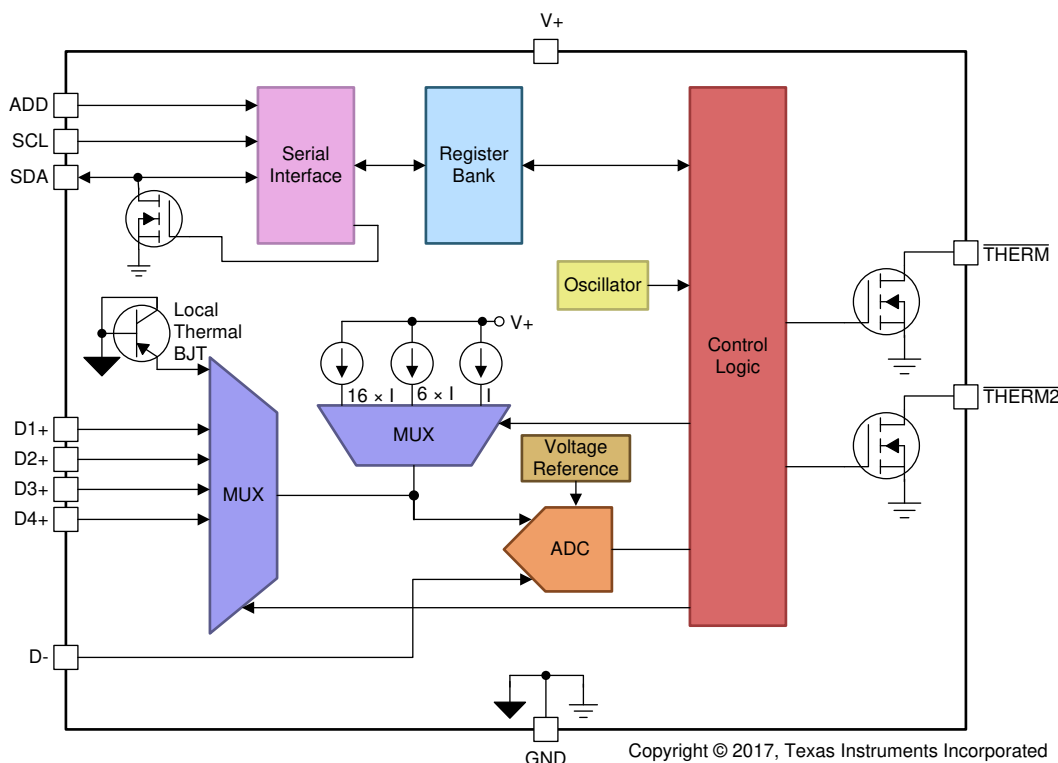 V+
ADD
SCL
SDA
Serial
Interface
Register
Bank
THERM
Oscillator
Local
Thermal
BJT
V+
Control
Logic
16 × I
6 × I
I
THERM2
D1+
D2+
D3+
D4+
MUX
MUX
Voltage
Reference
ADC
D-
GND
Copyright © 2017, Texas Instruments Incorporated